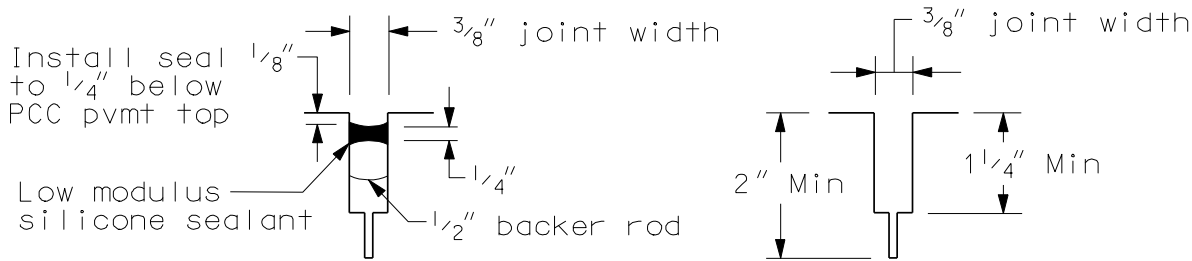 Install seal
to 1/4" below
PCC pvmt top
1/8"
3/8" joint width
Low modulus
silicone sealant
1/4"
1/2" backer rod
3/8" joint width
2" Min
1 1/4" Min